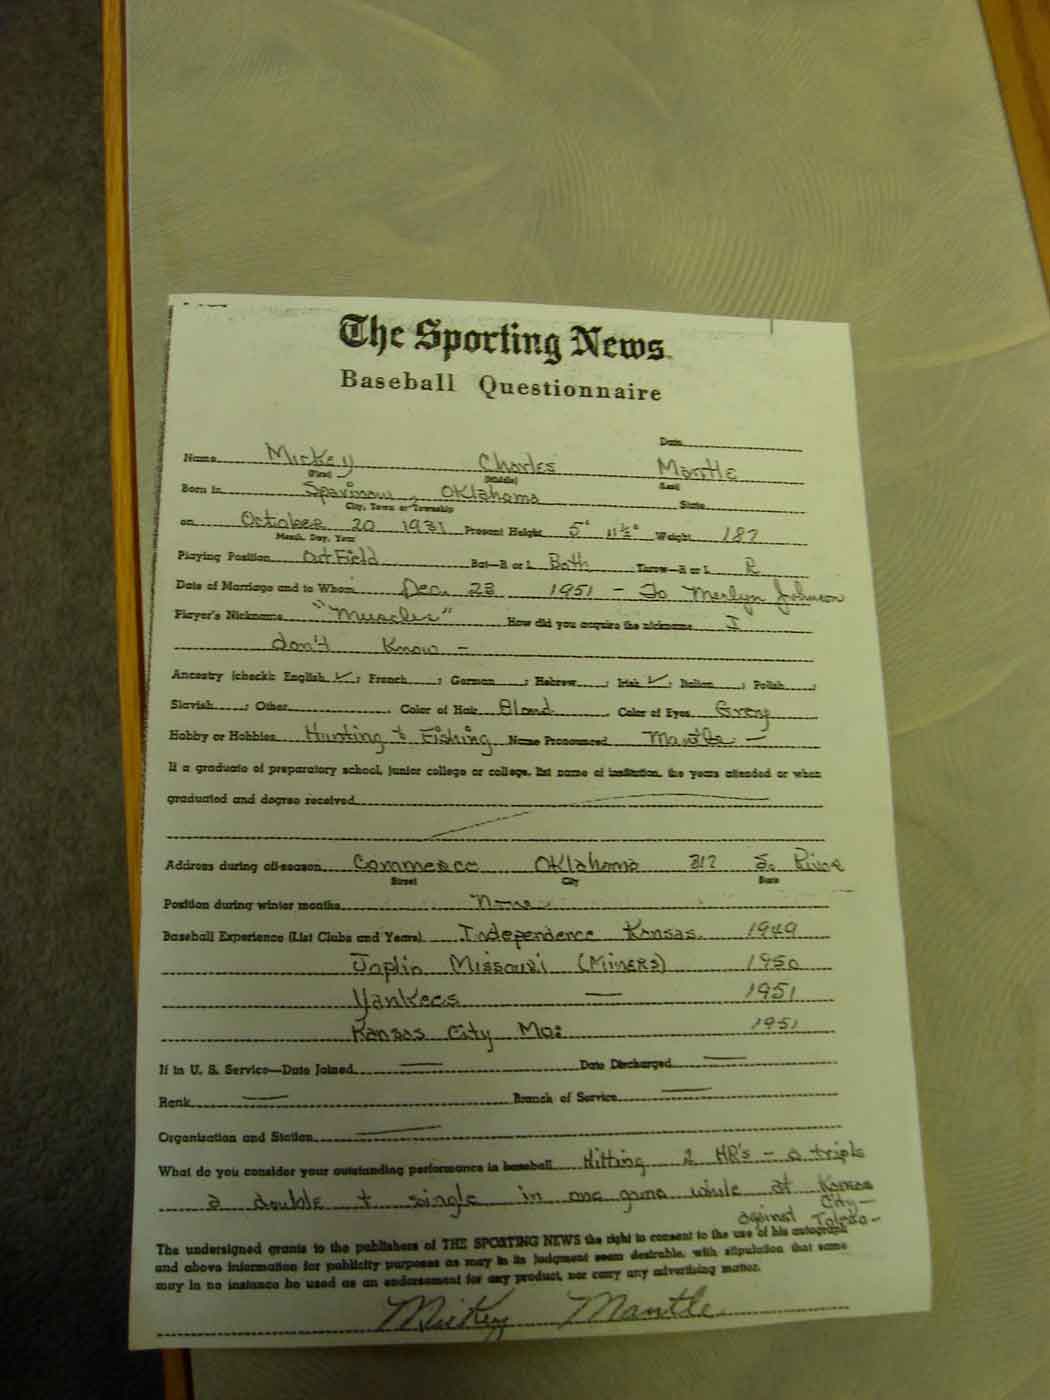 The Sporting News
Baseball Questionnaire
Date
Name Mickey Charles Mantle
(First) (Middle) (Last)
Born in Spavinaw, Oklahoma State
City, Town or Township
on October 20 1931 Present Height 5' 11½" Weight 187
Month, Day, Year
Playing Position OutField Bat—R or L Both Throw—R or L R
Date of Marriage and to Whom Dec. 23 1951 - To Merlyn Johnson
Player's Nickname "Muscles" How did you acquire the nickname I
don't Know -
Ancestry (check): English ✓; French; German; Hebrew; Irish ✓; Italian; Polish;
Slavish; Other. Color of Hair Blond. Color of Eyes Grey
Hobby or Hobbies Hunting & Fishing Name Pronounced Mantle. -
If a graduate of preparatory school, junior college or college, list name of institution, the years attended or when
graduated and degree received
Address during off-season Commerce Oklahoma 317 So. River
Street City State
Position during winter months None
Baseball Experience (List Clubs and Years) Independence Kansas. 1949
Joplin Missouri (Miners) 1950
Yankees — 1951
Kansas City Mo: 1951
If in U. S. Service—Date Joined — Date Discharged —
Rank — Branch of Service —
Organization and Station —
What do you consider your outstanding performance in baseball Hitting 2 HR's - a triple
a double & single in one game while at Kansas
City -
against Toledo -
The undersigned grants to the publishers of THE SPORTING NEWS the right to consent to the use of his autograph
and above information for publicity purposes as may in its judgment seem desirable, with stipulation that same
may in no instance be used as an endorsement for any product, nor carry any advertising matter.
Mickey Mantle